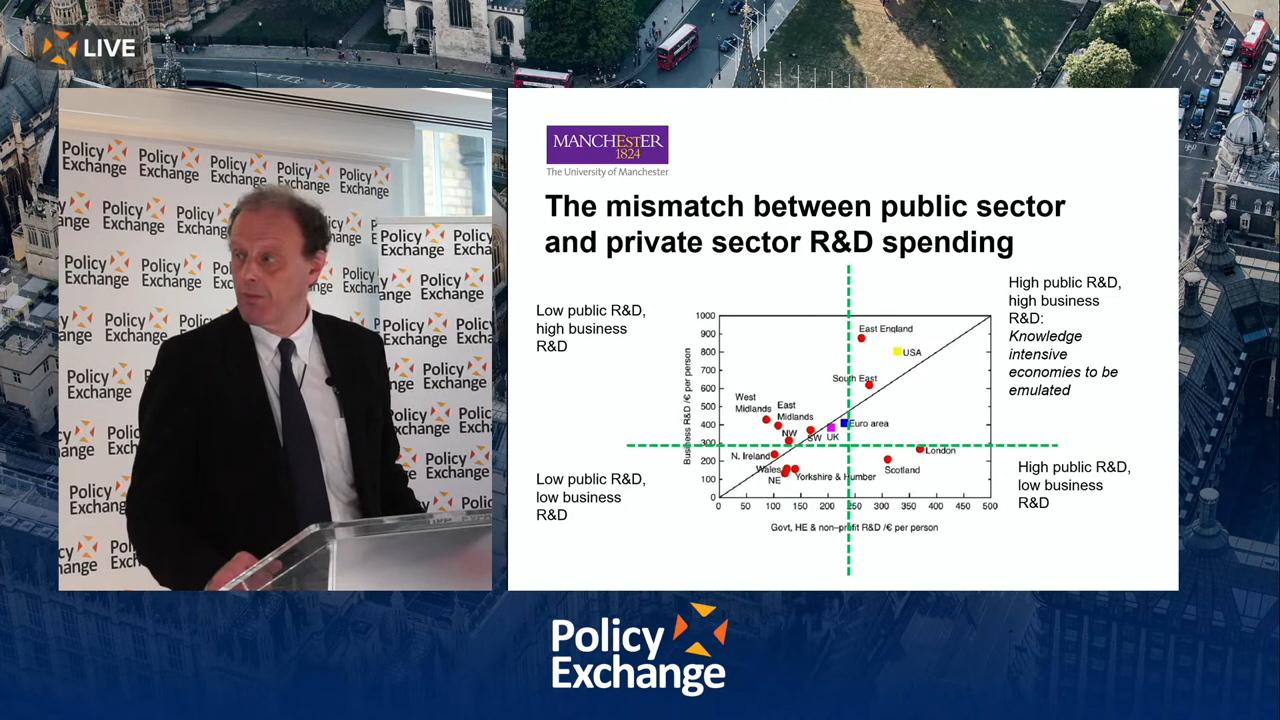 LIVE
Policy
Exchange
MANCHESTER
1824
The University of Manchester
The mismatch between public sector
and private sector R&D spending
Low public R&D,
high business
R&D
High public R&D,
high business
R&D:
Knowledge
intensive
economies to be
emulated
Low public R&D,
low business
R&D
High public R&D,
low business
R&D
Business R&D /€ per person
1000
900
800
700
600
500
400
300
200
100
0
East England
USA
South East
West
Midlands
East
Midlands
NW
SW
UK
Euro area
N. Ireland
London
Scotland
Wales
NE
Yorkshire & Humber
0 50 100 150 200 250 300 350 400 450 500
Govt, HE & non-profit R&D /€ per person
Policy
Exchange